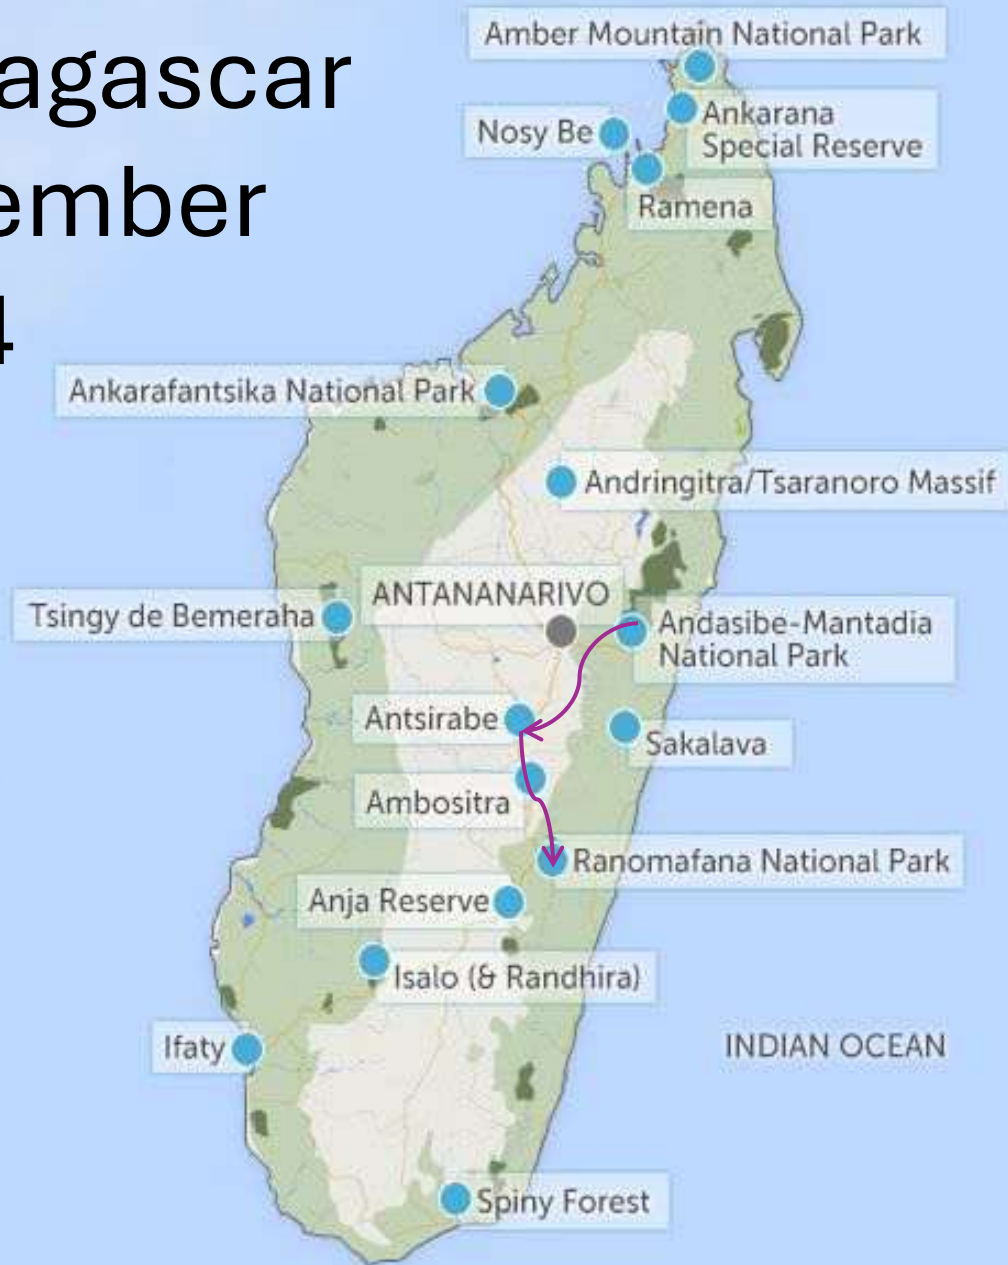 agascar
ember
4
Amber Mountain National Park
Ankarana
Special Reserve
Nosy Be
Ramena
Ankarafantsika National Park
Andringitra/Tsaranoro Massif
ANTANANARIVO
Tsingy de Bemeraha
Andasibe-Mantadia
National Park
Antsirabe
Sakalava
Ambositra
Ranomafana National Park
Anja Reserve
Isalo (& Randhira)
Ifaty
INDIAN OCEAN
Spiny Forest